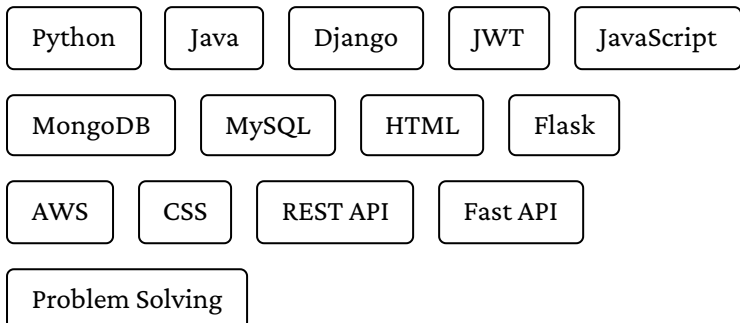 Python Java Django JWT JavaScript
MongoDB MySQL HTML Flask
AWS CSS REST API Fast API
Problem Solving